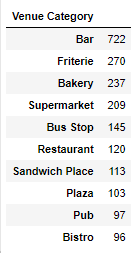 Venue Category
Bar 722
Friterie 270
Bakery 237
Supermarket 209
Bus Stop 145
Restaurant 120
Sandwich Place 113
Plaza 103
Pub 97
Bistro 96